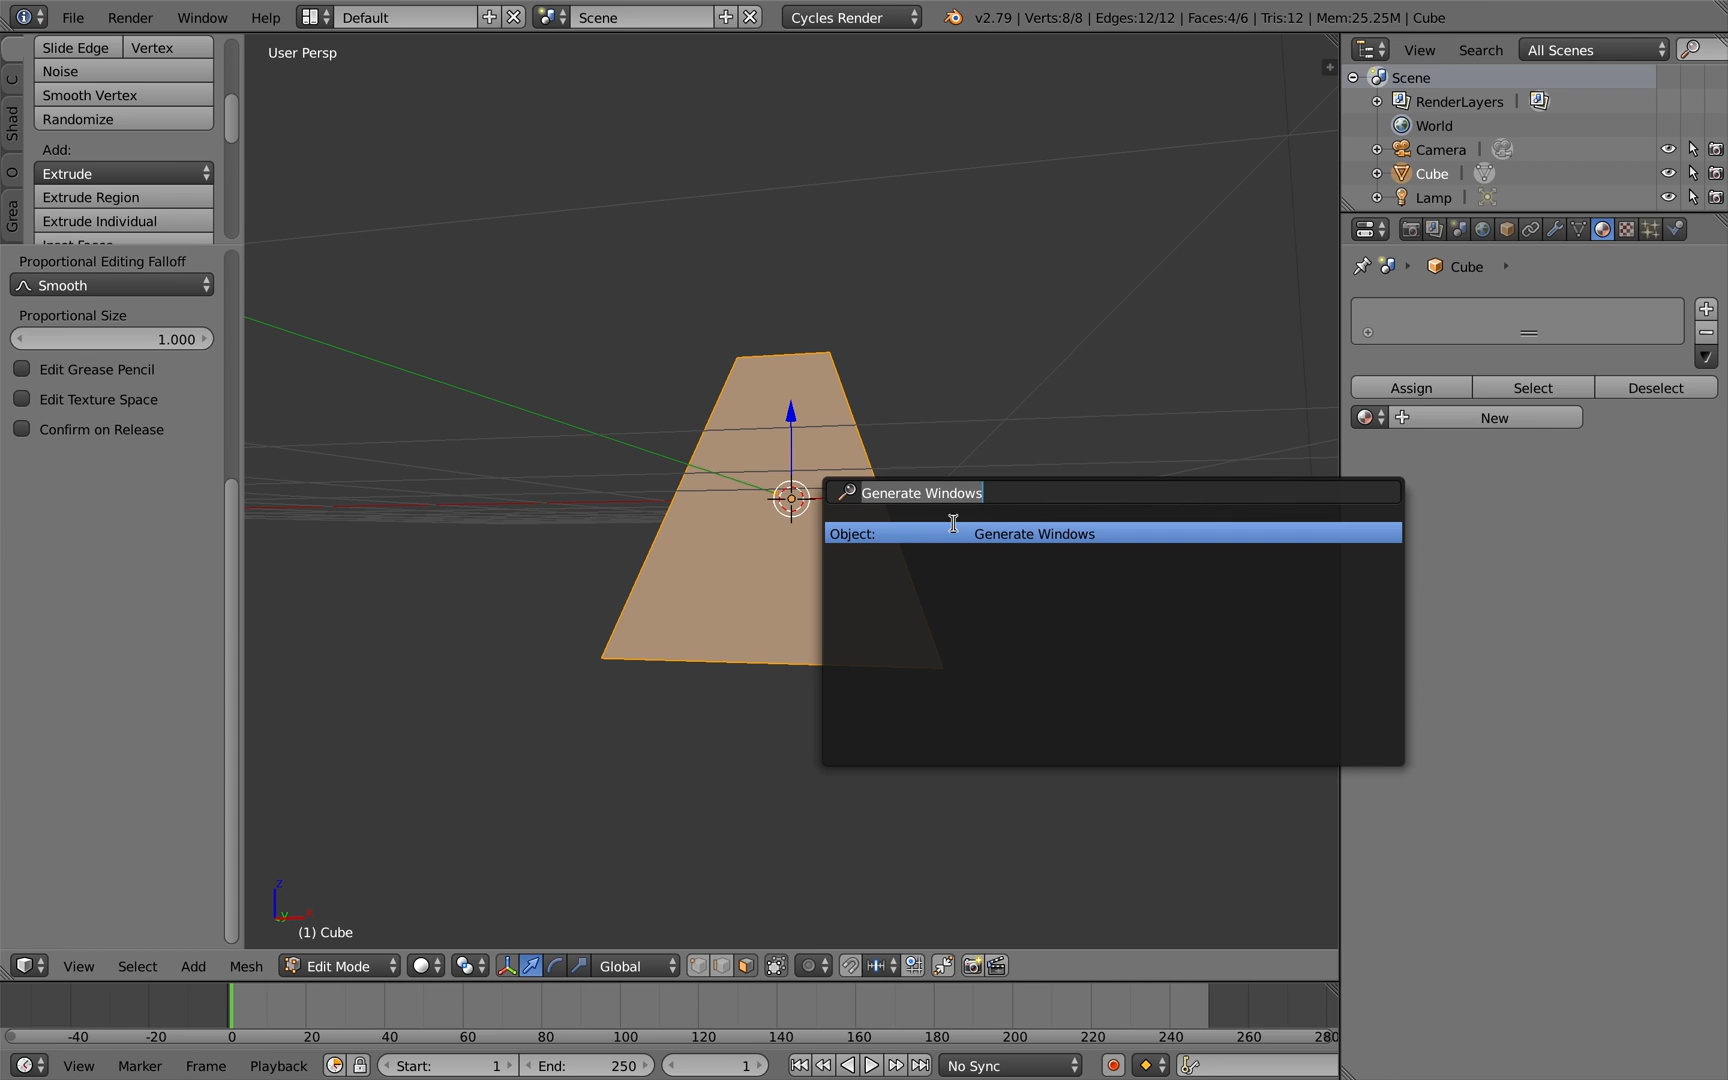 File Render Window Help Default Scene Cycles Render v2.79 | Verts:8/8 | Edges:12/12 | Faces:4/6 | Tris:12 | Mem:25.25M | Cube
Slide Edge Vertex
Noise
Smooth Vertex
Randomize
Add:
Extrude
Extrude Region
Extrude Individual
C
Shad
O
Grea
Proportional Editing Falloff
Smooth
Proportional Size
1.000
Edit Grease Pencil
Edit Texture Space
Confirm on Release
User Persp
Generate Windows
Object: Generate Windows
z
y x
(1) Cube
View Search All Scenes
Scene
RenderLayers |
World
Camera |
Cube |
Lamp |
Cube
Assign Select Deselect
New
View Select Add Mesh Edit Mode Global
-40 -20 0 20 40 60 80 100 120 140 160 180 200 220 240 260 280
View Marker Frame Playback Start: 1 End: 250 1 No Sync